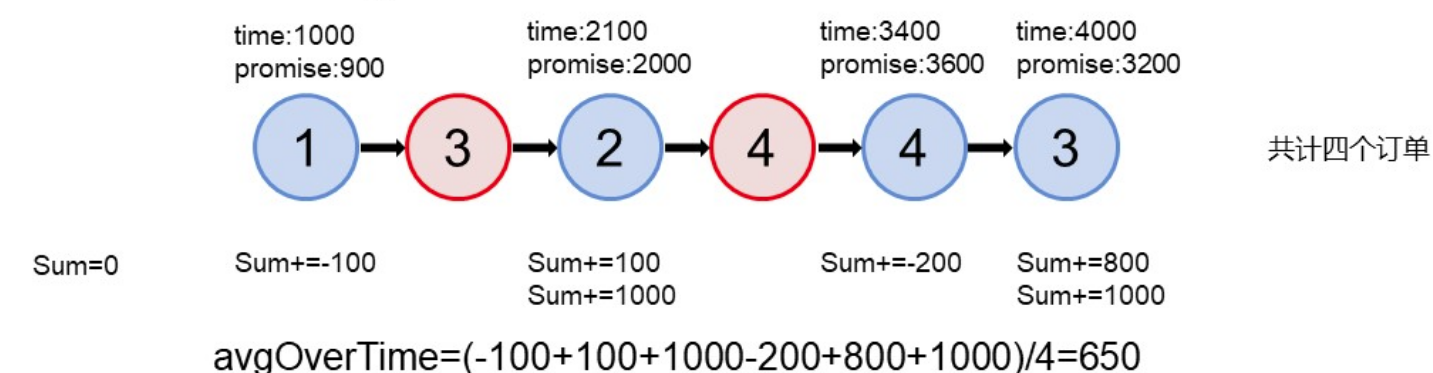 time:1000
promise:900
time:2100
promise:2000
time:3400
promise:3600
time:4000
promise:3200
1
3
2
4
4
3
共计四个订单
Sum=0
Sum+=-100
Sum+=100
Sum+=1000
Sum+=-200
Sum+=800
Sum+=1000
avgOverTime=(-100+100+1000-200+800+1000)/4=650